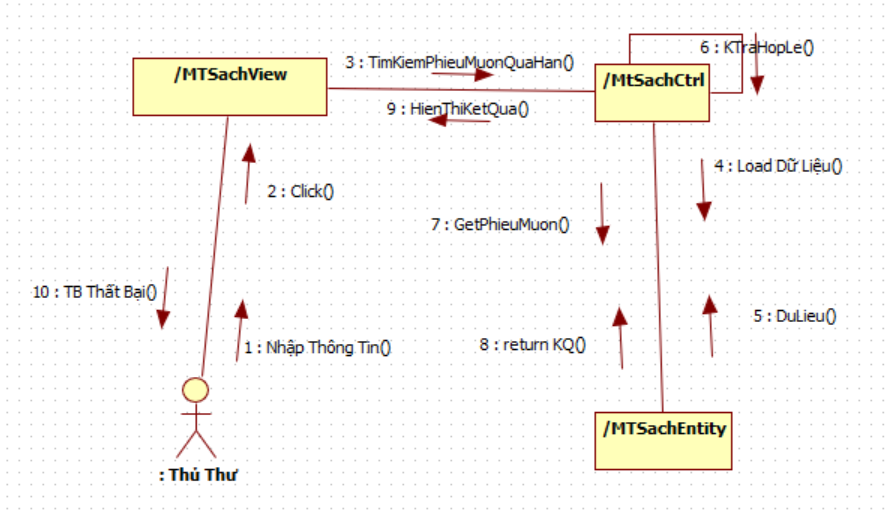 6 : KTraHopLe()
3 : TimKiemPhieuMuonQuaHan()
/MTSachView
/MtSachCtrl
9 : HienThiKetQua()
4 : Load Dữ Liệu()
2 : Click()
7 : GetPhieuMuon()
10 : TB Thất Bại()
5 : DuLieu()
1 : Nhập Thông Tin()
8 : return KQ()
/MTSachEntity
: Thủ Thư